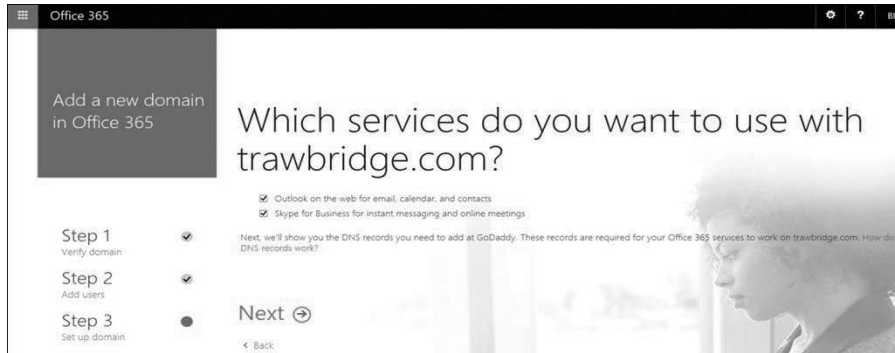 Office 365
?
Add a new domain
in Office 365
Which services do you want to use with
trawbridge.com?
Outlook on the web for email, calendar, and contacts
Skype for Business for instant messaging and online meetings
Next, we'll show you the DNS records you need to add at GoDaddy. These records are required for your Office 365 services to work on trawbridge.com. How do
DNS records work?
Step 1
Verify domain
Step 2
Add users
Step 3
Set up domain
Next
< Back